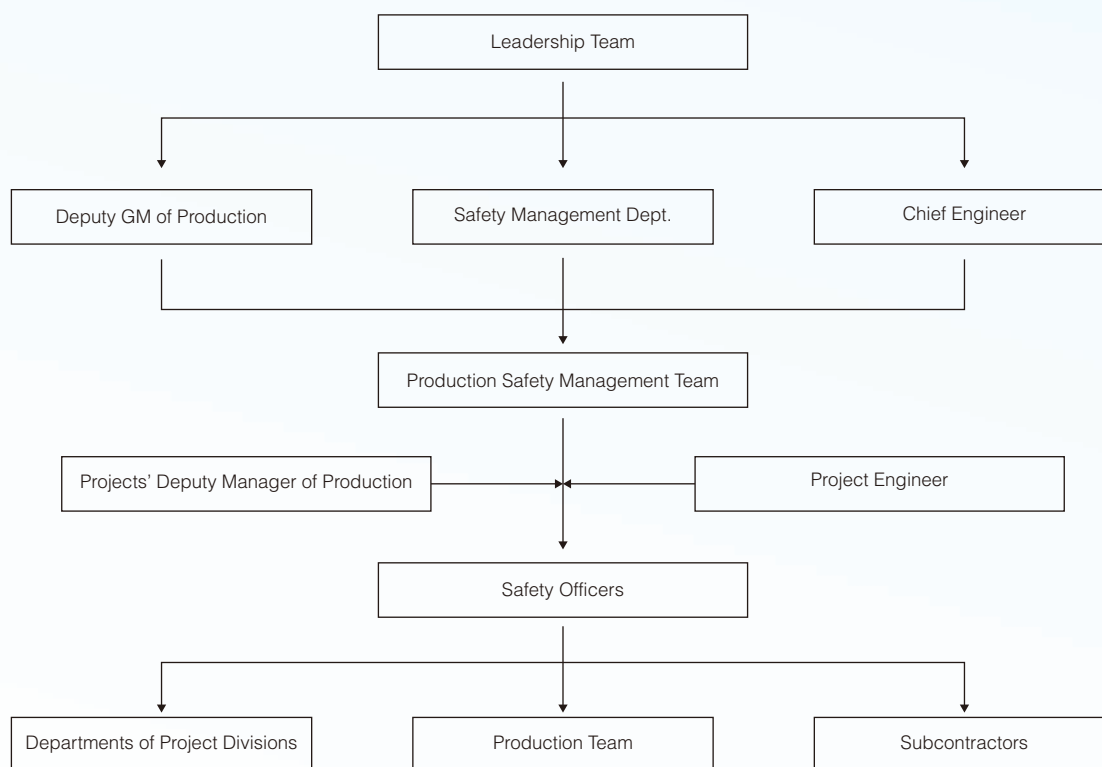 Leadership Team
Deputy GM of Production
Safety Management Dept.
Chief Engineer
Production Safety Management Team
Projects’ Deputy Manager of Production
Project Engineer
Safety Officers
Departments of Project Divisions
Production Team
Subcontractors